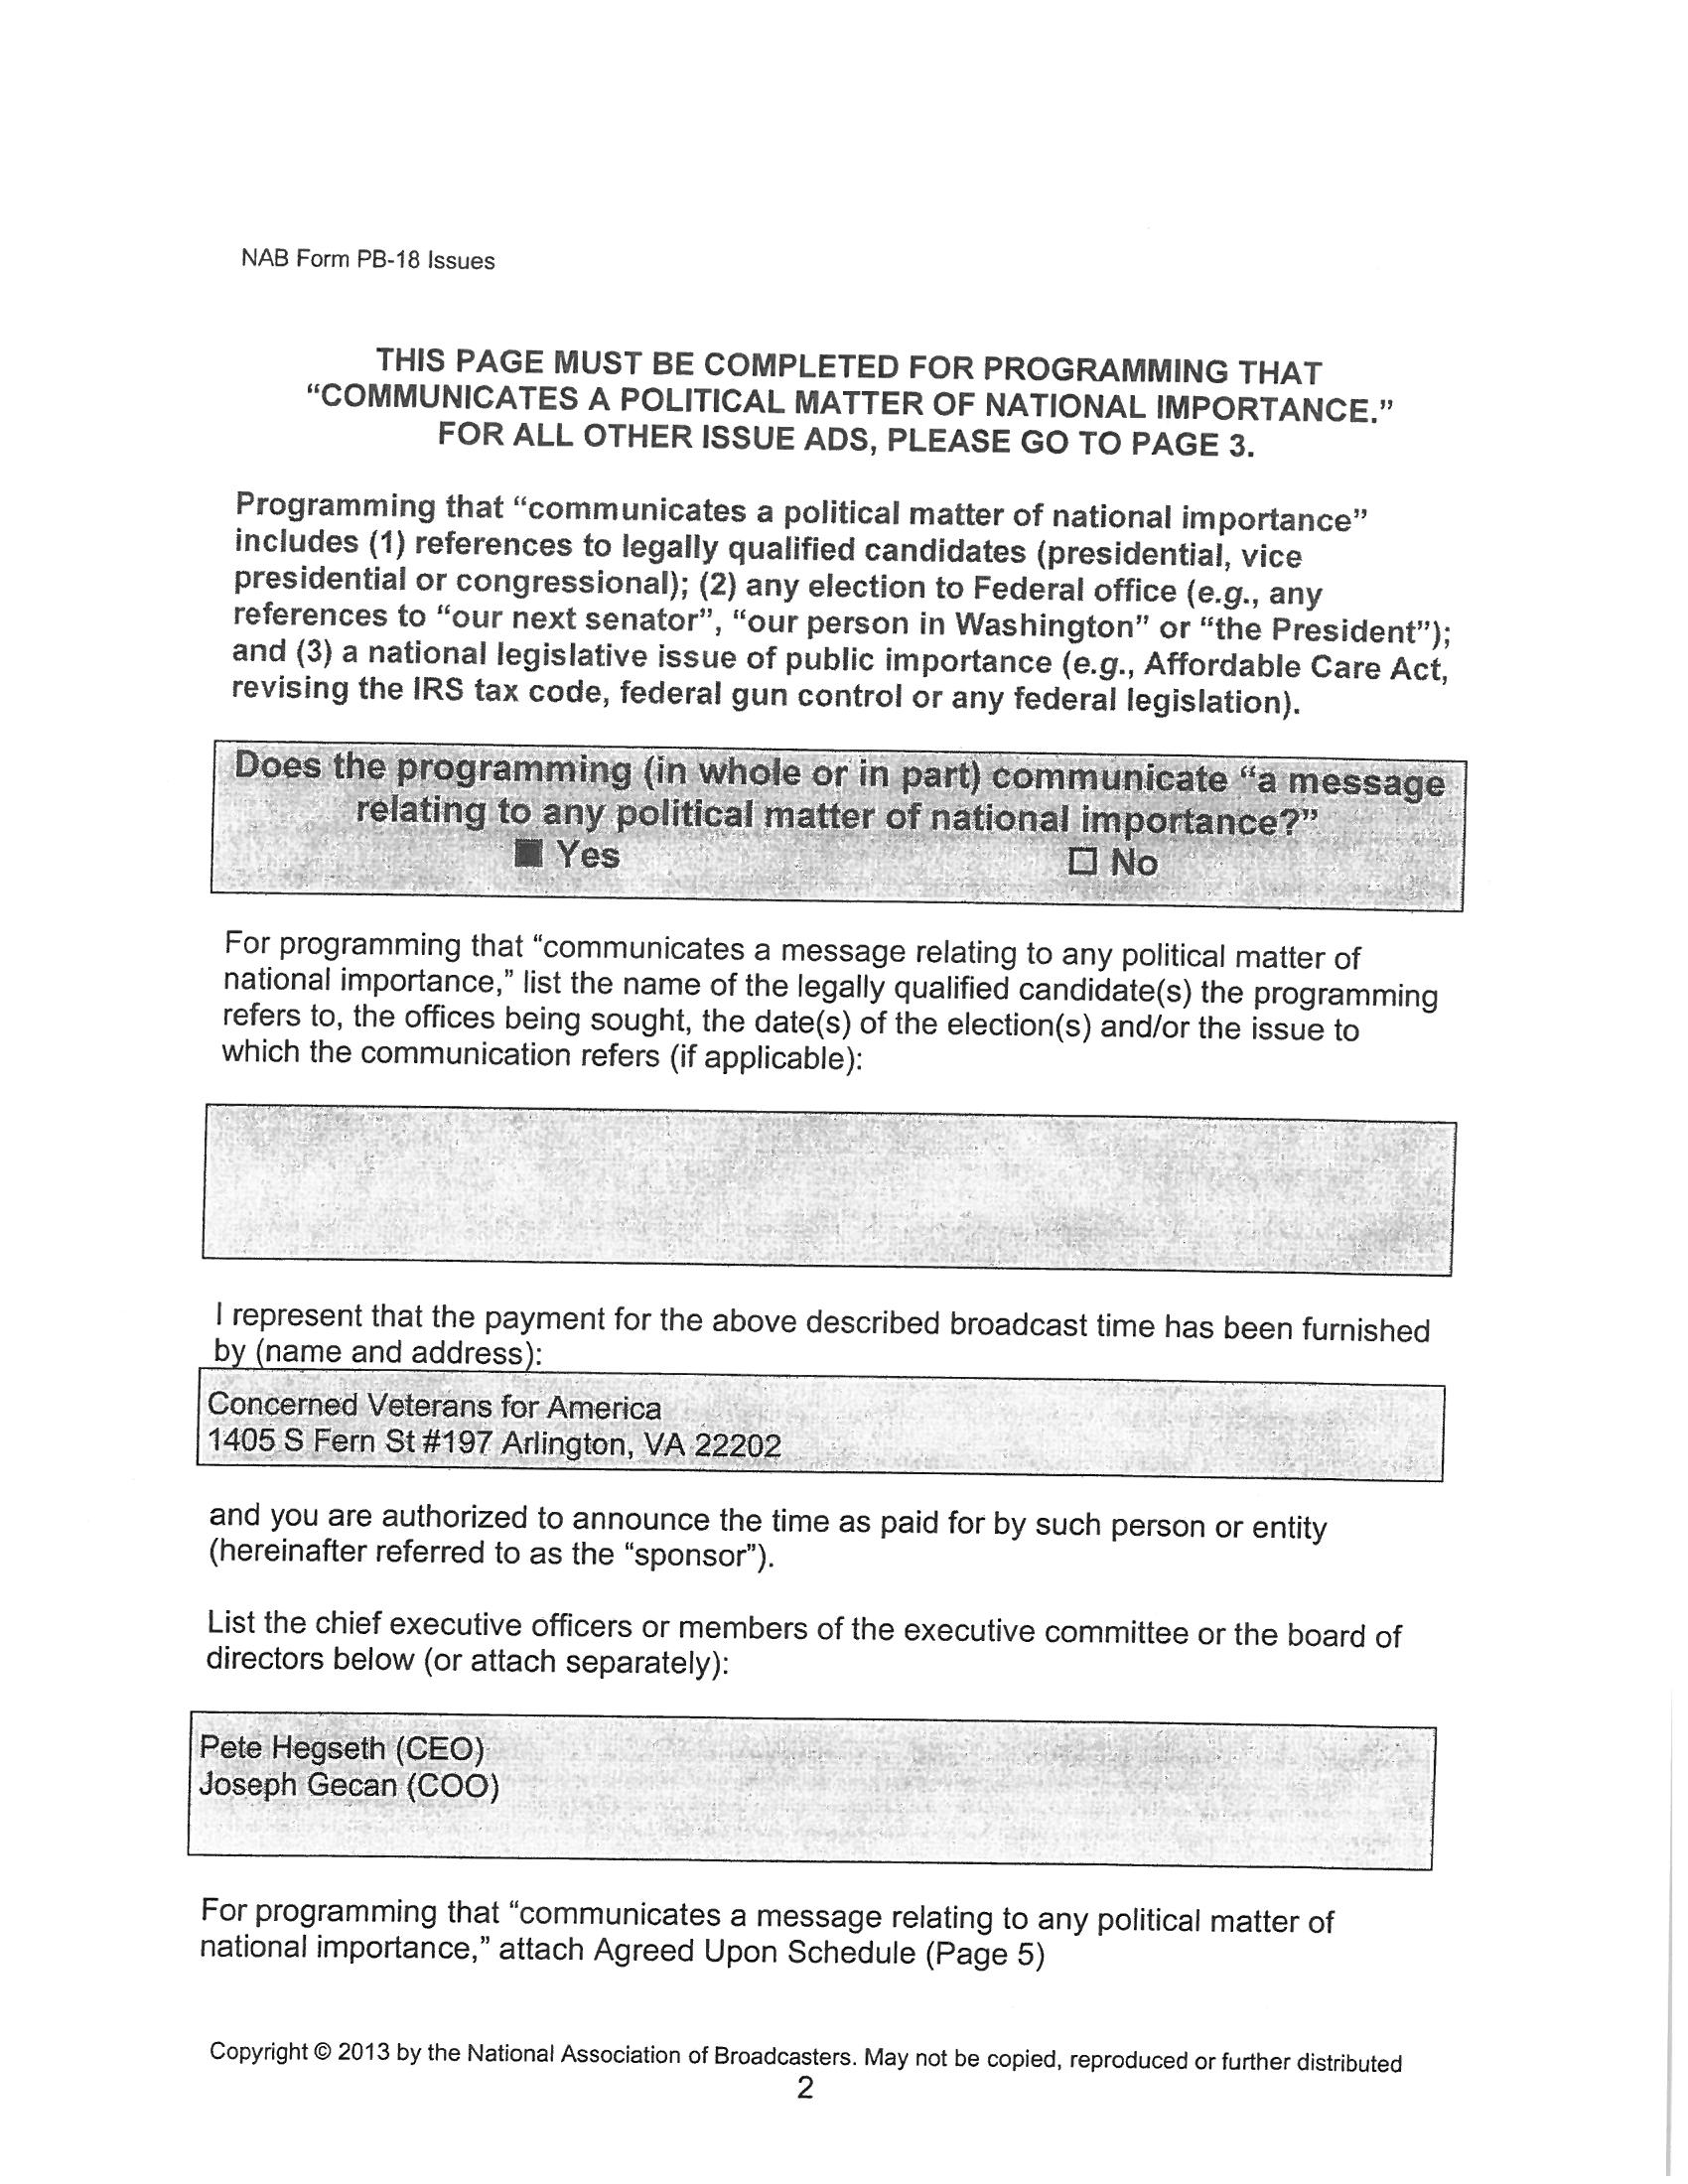 NAB Form PB-18 Issues
THIS PAGE MUST BE COMPLETED FOR PROGRAMMING THAT
“COMMUNICATES A POLITICAL MATTER OF NATIONAL IMPORTANCE.”
FOR ALL OTHER ISSUE ADS, PLEASE GO TO PAGE 3.
Programming that “communicates a political matter of national importance”
includes (1) references to legally qualified candidates (presidential, vice
presidential or congressional); (2) any election to Federal office (e.g., any
references to “our next senator”, “our person in Washington” or “the President”);
and (3) a national legislative issue of public importance (e.g., Affordable Care Act,
revising the IRS tax code, federal gun control or any federal legislation).
Does the programming (in whole or in part) communicate “a message
relating to any political matter of national importance?”
■ Yes ☐ No
For programming that “communicates a message relating to any political matter of
national importance,” list the name of the legally qualified candidate(s) the programming
refers to, the offices being sought, the date(s) of the election(s) and/or the issue to
which the communication refers (if applicable):
I represent that the payment for the above described broadcast time has been furnished
by (name and address):
Concerned Veterans for America
1405 S Fern St #197 Arlington, VA 22202
and you are authorized to announce the time as paid for by such person or entity
(hereinafter referred to as the “sponsor”).
List the chief executive officers or members of the executive committee or the board of
directors below (or attach separately):
Pete Hegseth (CEO)
Joseph Gecan (COO)
For programming that “communicates a message relating to any political matter of
national importance,” attach Agreed Upon Schedule (Page 5)
Copyright © 2013 by the National Association of Broadcasters. May not be copied, reproduced or further distributed
2